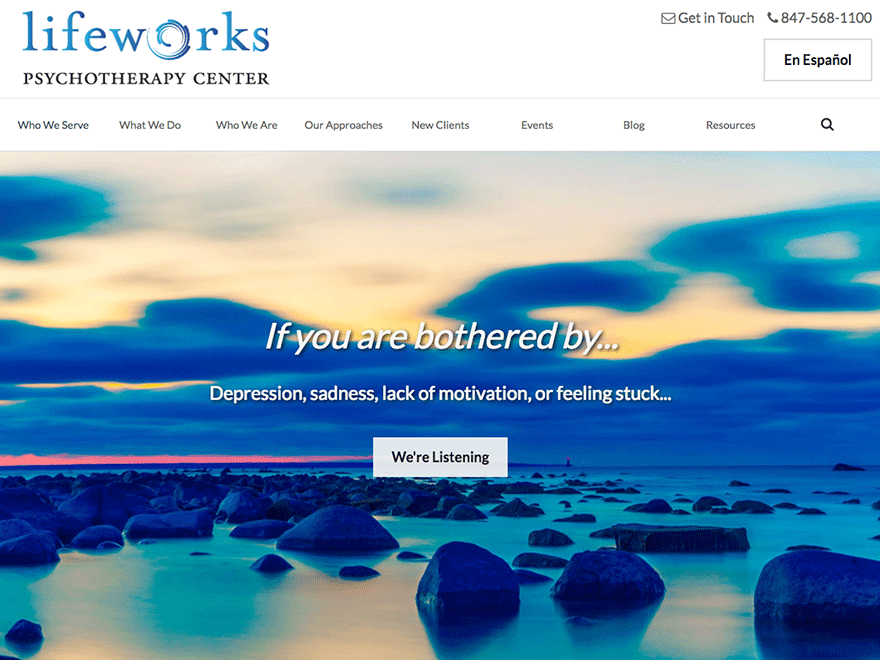 lifeworks
PSYCHOTHERAPY CENTER
Get in Touch 847-568-1100
En Español
Who We Serve What We Do Who We Are Our Approaches New Clients Events Blog Resources
If you are bothered by...
Depression, sadness, lack of motivation, or feeling stuck...
We're Listening